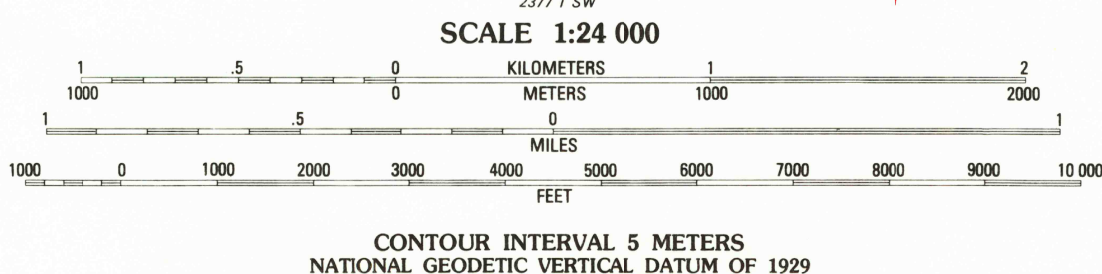 2377 I SW
SCALE 1:24 000
1 .5 0 KILOMETERS 1 2
1000 0 METERS 1000 2000
1 .5 0 1
MILES
1000 0 1000 2000 3000 4000 5000 6000 7000 8000 9000 10 000
FEET
CONTOUR INTERVAL 5 METERS
NATIONAL GEODETIC VERTICAL DATUM OF 1929